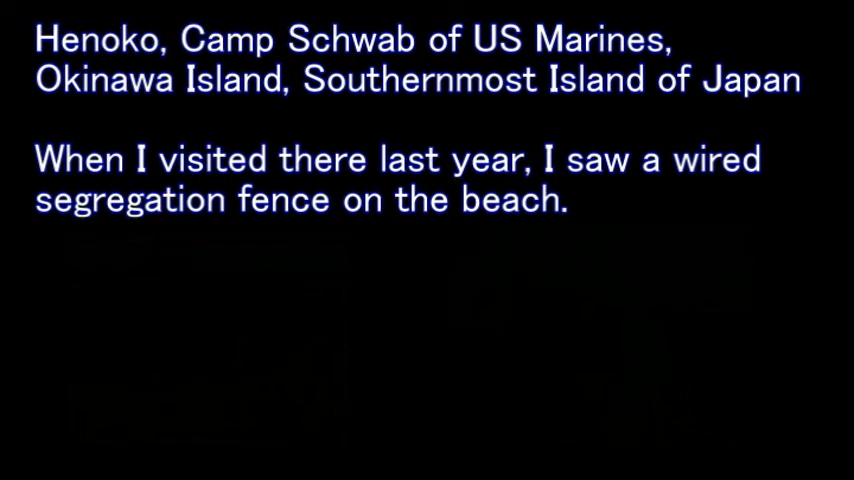 Henoko, Camp Schwab of US Marines,
Okinawa Island, Southernmost Island of Japan
When I visited there last year, I saw a wired
segregation fence on the beach.